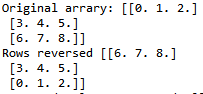 Original arrary: [[0. 1. 2.]
[3. 4. 5.]
[6. 7. 8.]]
Rows reversed [[6. 7. 8.]
[3. 4. 5.]
[0. 1. 2.]]